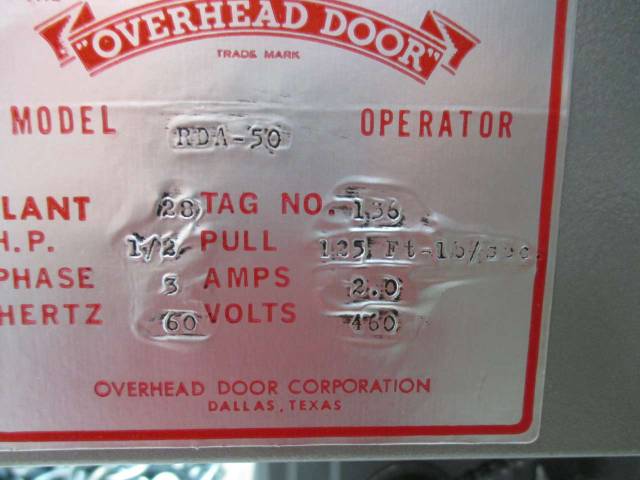 "OVERHEAD DOOR"
TRADE MARK
MODEL RDA-50 OPERATOR
LANT 28 TAG NO. 136
H.P. 1/2 PULL 125 Ft-lb/sec.
PHASE 3 AMPS 2.0
HERTZ 60 VOLTS 460
OVERHEAD DOOR CORPORATION
DALLAS, TEXAS